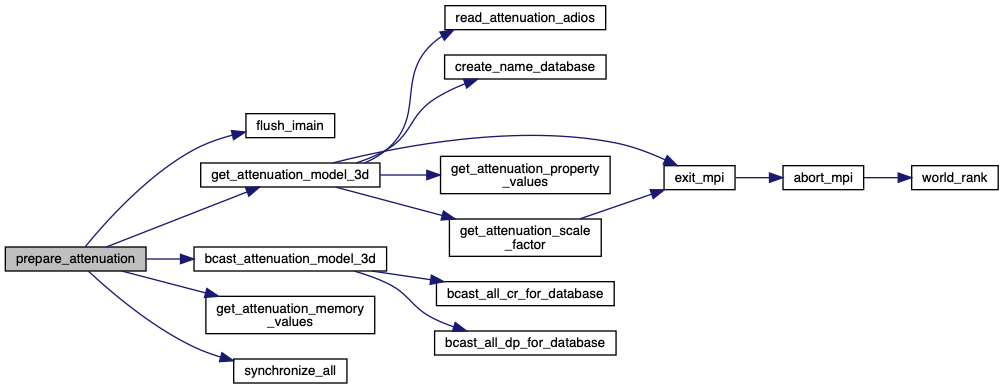 read_attenuation_adios
create_name_database
flush_imain
get_attenuation_model_3d
get_attenuation_property
_values
exit_mpi
abort_mpi
world_rank
get_attenuation_scale
_factor
prepare_attenuation
bcast_attenuation_model_3d
bcast_all_cr_for_database
get_attenuation_memory
_values
bcast_all_dp_for_database
synchronize_all